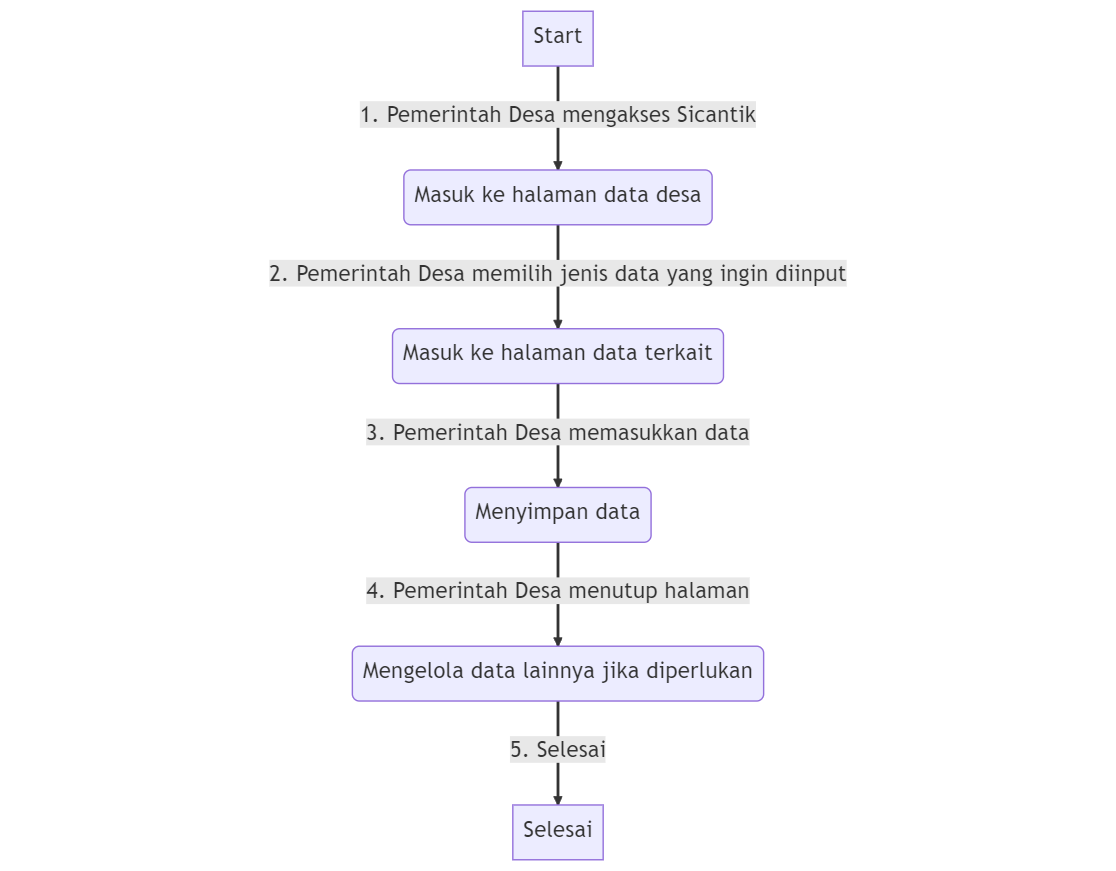 Start
1. Pemerintah Desa mengakses Sicantik
Masuk ke halaman data desa
2. Pemerintah Desa memilih jenis data yang ingin diinput
Masuk ke halaman data terkait
3. Pemerintah Desa memasukkan data
Menyimpan data
4. Pemerintah Desa menutup halaman
Mengelola data lainnya jika diperlukan
5. Selesai
Selesai